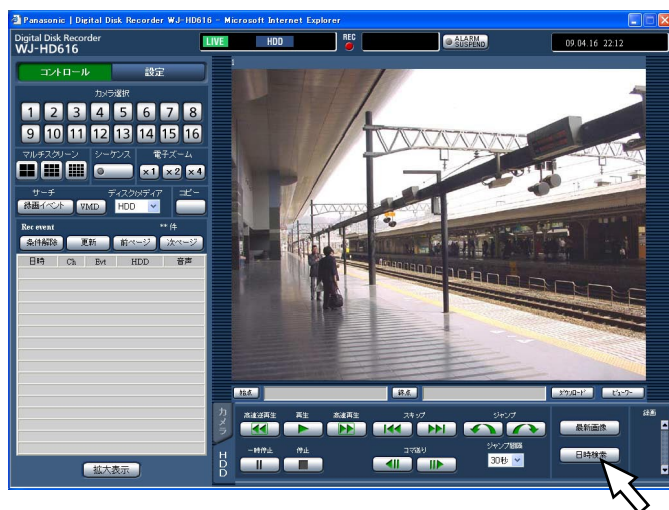 Panasonic | Digital Disk Recorder WJ-HD616 - Microsoft Internet Explorer
Digital Disk Recorder
WJ-HD616
LIVE HDD REC ALARM SUSPEND 09.04.16 22:12
コントロール 設定
カメラ選択
1 2 3 4 5 6 7 8
9 10 11 12 13 14 15 16
マルチスクリーン シーケンス 電子ズーム
×1 ×2 ×4
サーチ ディスク/メディア コピー
録画イベント VMD HDD
Rec event ** 件
条件解除 更新 前ページ 次ページ
日時 Ch Evt HDD 音声
拡大表示
1
始点 終点 ダウンロード ビューワー
カメラ
HDD
高速逆再生 再生 高速再生 スキップ ジャンプ 録画
最新画像
一時停止 停止 コマ送り ジャンプ間隔
30秒
日時検索